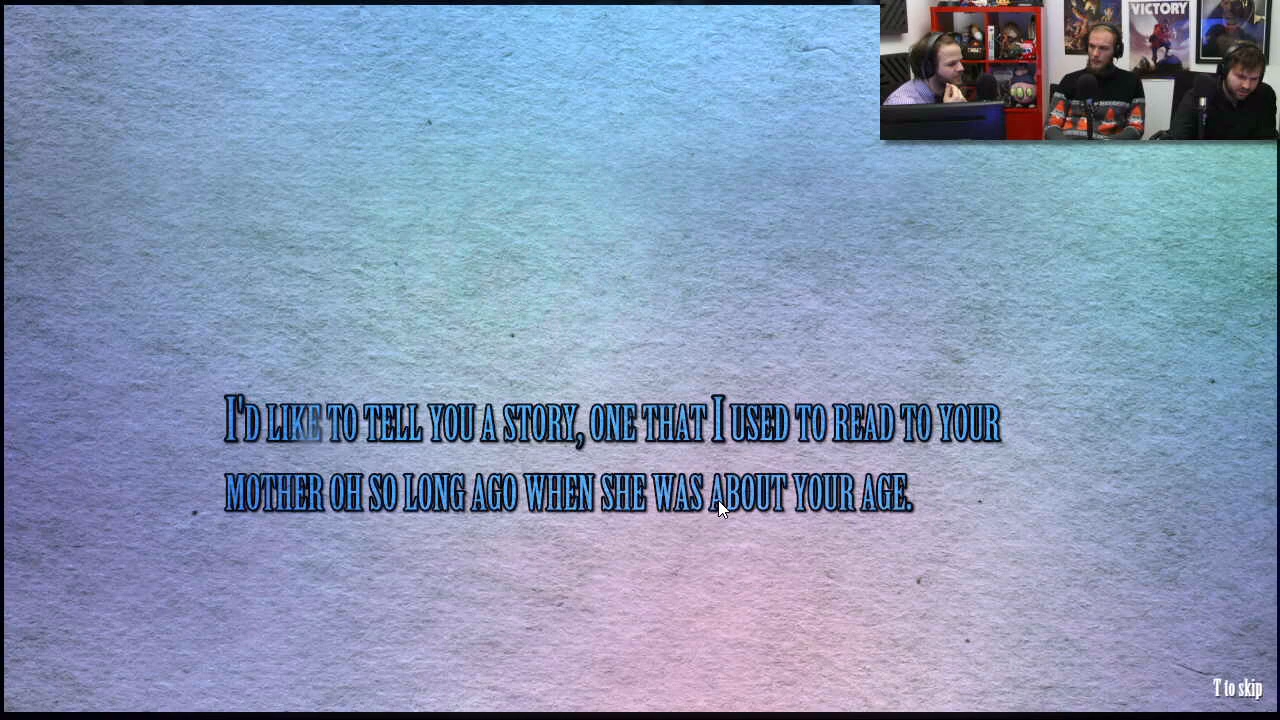 VICTORY
I'D LIKE TO TELL YOU A STORY, ONE THAT I USED TO READ TO YOUR
MOTHER OH SO LONG AGO WHEN SHE WAS ABOUT YOUR AGE.
T to skip